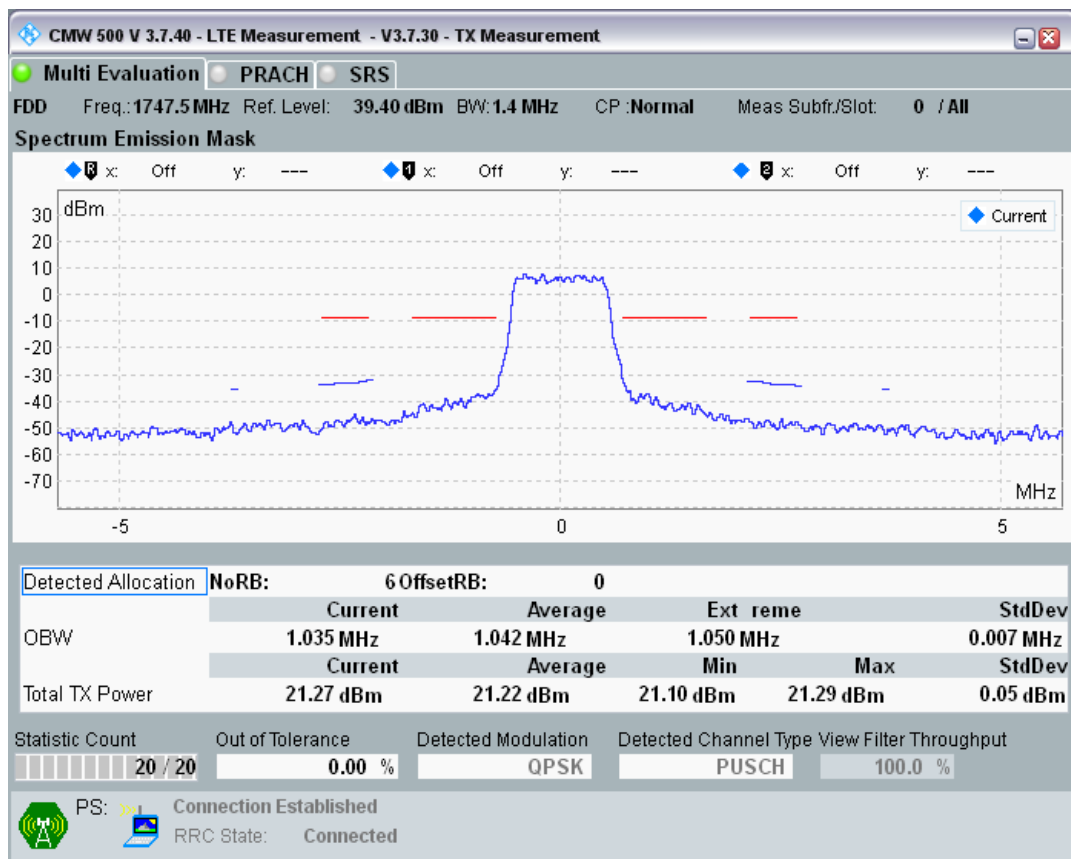 CMW 500 V 3.7.40 - LTE Measurement - V3.7.30 - TX Measurement
Multi Evaluation PRACH SRS
FDD Freq.:1747.5 MHz Ref. Level: 39.40 dBm BW:1.4 MHz CP :Normal Meas Subfr./Slot: 0 / All
Spectrum Emission Mask
R x: Off y: --- 1 x: Off y: --- 2 x: Off y: ---
dBm
Current
30
20
10
0
-10
-20
-30
-40
-50
-60
-70
MHz
-5 0 5
Detected Allocation NoRB: 6 OffsetRB: 0
Current Average Ext reme StdDev
OBW 1.035 MHz 1.042 MHz 1.050 MHz 0.007 MHz
Current Average Min Max StdDev
Total TX Power 21.27 dBm 21.22 dBm 21.10 dBm 21.29 dBm 0.05 dBm
Statistic Count Out of Tolerance Detected Modulation Detected Channel Type View Filter Throughput
20 / 20 0.00 % QPSK PUSCH 100.0 %
PS: Connection Established
RRC State: Connected